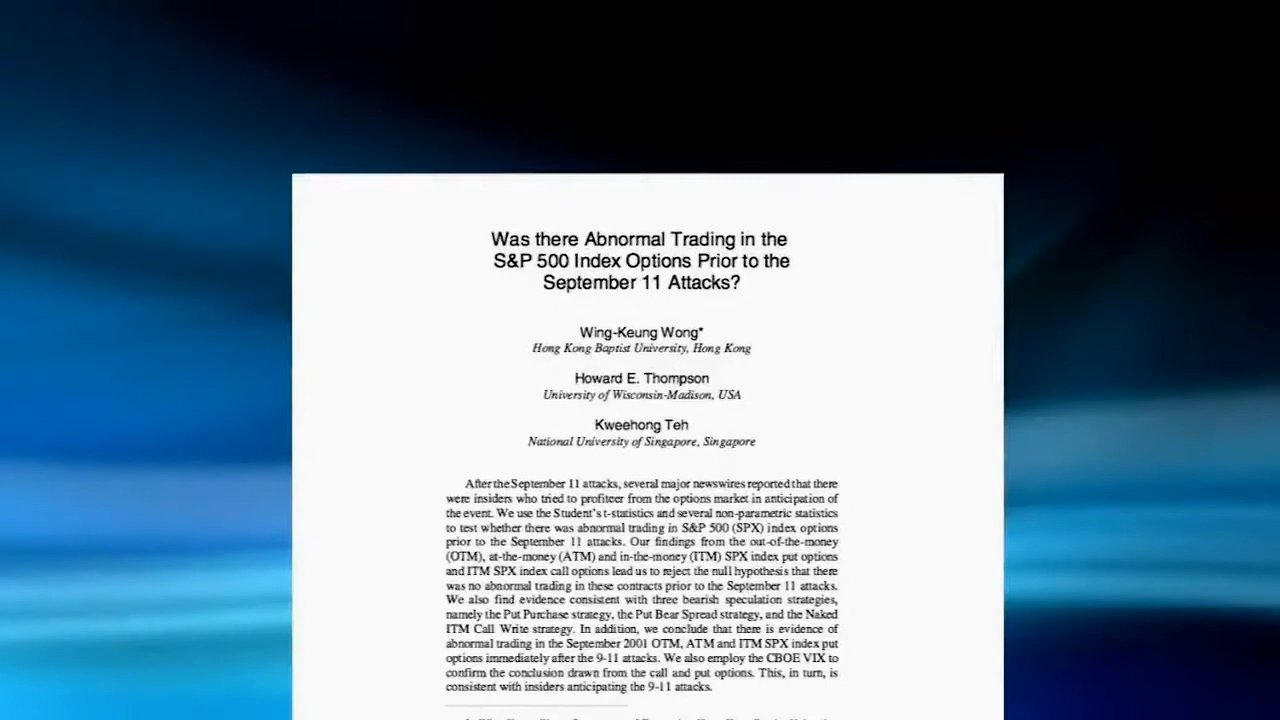 Was there Abnormal Trading in the
S&P 500 Index Options Prior to the
September 11 Attacks?
Wing-Keung Wong*
Hong Kong Baptist University, Hong Kong
Howard E. Thompson
University of Wisconsin-Madison, USA
Kweehong Teh
National University of Singapore, Singapore
After the September 11 attacks, several major newswires reported that there
were insiders who tried to profiteer from the options market in anticipation of
the event. We use the Student's t-statistics and several non-parametric statistics
to test whether there was abnormal trading in S&P 500 (SPX) index options
prior to the September 11 attacks. Our findings from the out-of-the-money
(OTM), at-the-money (ATM) and in-the-money (ITM) SPX index put options
and ITM SPX index call options lead us to reject the null hypothesis that there
was no abnormal trading in these contracts prior to the September 11 attacks.
We also find evidence consistent with three bearish speculation strategies,
namely the Put Purchase strategy, the Put Bear Spread strategy, and the Naked
ITM Call Write strategy. In addition, we conclude that there is evidence of
abnormal trading in the September 2001 OTM, ATM and ITM SPX index put
options immediately after the 9-11 attacks. We also employ the CBOE VIX to
confirm the conclusion drawn from the call and put options. This, in turn, is
consistent with insiders anticipating the 9-11 attacks.